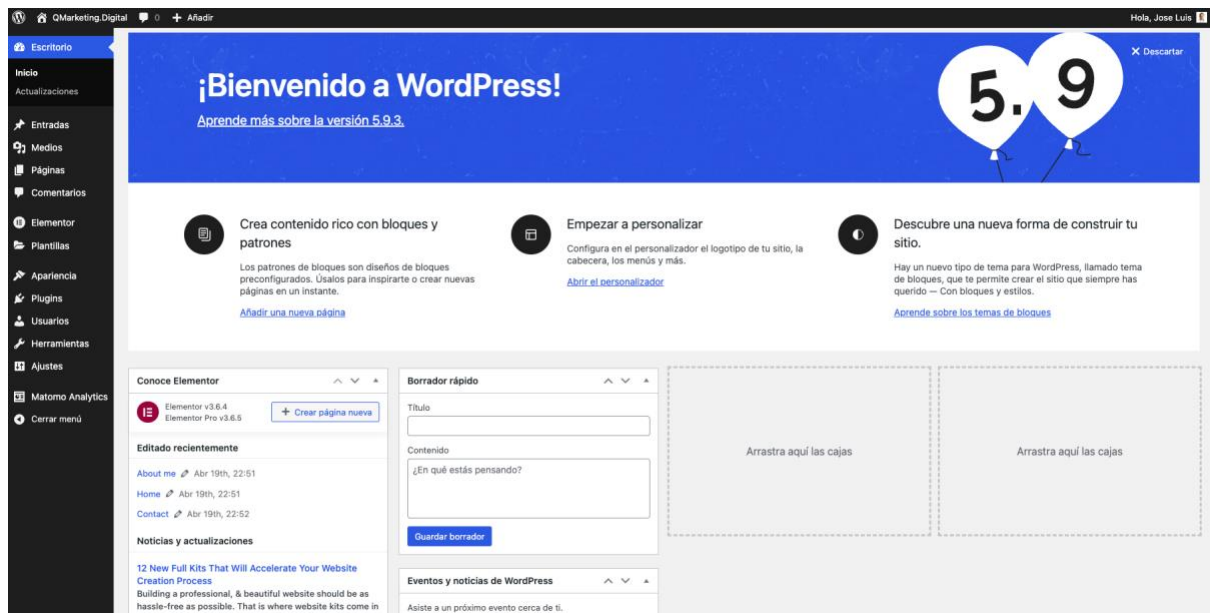 QMarketing.Digital 0 + Añadir
Hola, Jose Luis
Escritorio
Inicio
Actualizaciones
Entradas
Medios
Páginas
Comentarios
Elementor
Plantillas
Apariencia
Plugins
Usuarios
Herramientas
Ajustes
Matomo Analytics
Cerrar menú
¡Bienvenido a WordPress!
Aprende más sobre la versión 5.9.3.
5.9
Descartar
Crea contenido rico con bloques y
patrones
Los patrones de bloques son diseños de bloques
preconfigurados. Úsalos para inspirarte o crear nuevas
páginas en un instante.
Añadir una nueva página
Empezar a personalizar
Configura en el personalizador el logotipo de tu sitio, la
cabecera, los menús y más.
Abrir el personalizador
Descubre una nueva forma de construir tu
sitio.
Hay un nuevo tipo de tema para WordPress, llamado tema
de bloques, que te permite crear el sitio que siempre has
querido — Con bloques y estilos.
Aprende sobre los temas de bloques
Conoce Elementor
Elementor v3.6.4
Elementor Pro v3.6.5
+ Crear página nueva
Editado recientemente
About me Abr 19th, 22:51
Home Abr 19th, 22:51
Contact Abr 19th, 22:52
Noticias y actualizaciones
12 New Full Kits That Will Accelerate Your Website
Creation Process
Building a professional, & beautiful website should be as
hassle-free as possible. That is where website kits come in
Borrador rápido
Título
Contenido
¿En qué estás pensando?
Guardar borrador
Eventos y noticias de WordPress
Asiste a un próximo evento cerca de ti.
Arrastra aquí las cajas
Arrastra aquí las cajas